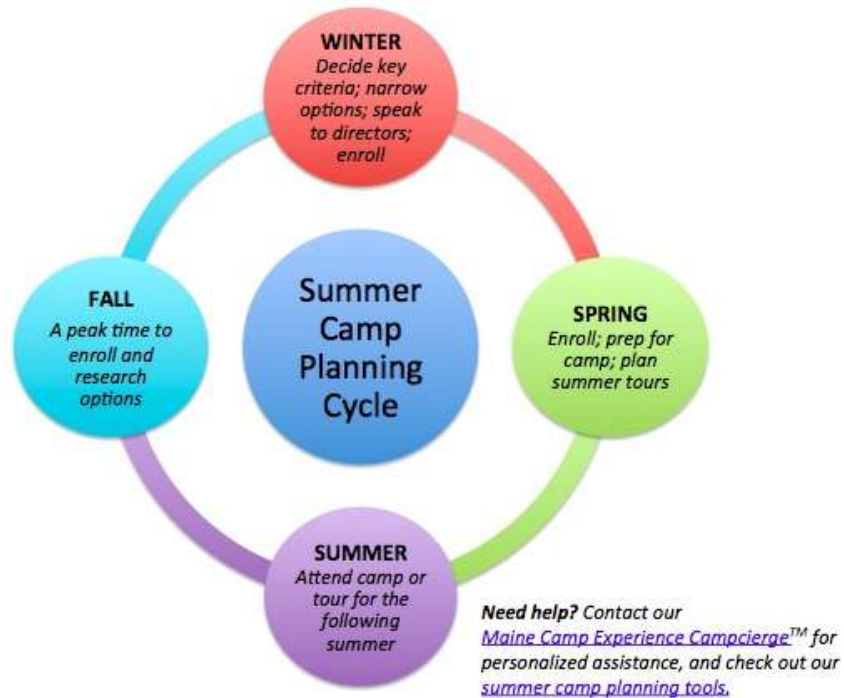 WINTER
Decide key
criteria; narrow
options; speak
to directors;
enroll
FALL
A peak time to
enroll and
research
options
Summer
Camp
Planning
Cycle
SPRING
Enroll; prep for
camp; plan
summer tours
SUMMER
Attend camp or
tour for the
following
summer
Need help? Contact our
Maine Camp Experience Campcierge™ for
personalized assistance, and check out our
summer camp planning tools.